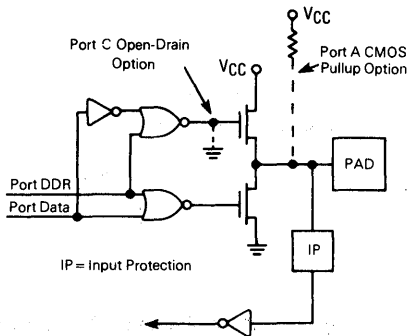 Port C Open-Drain
Option
VCC
VCC
Port A CMOS
Pullup Option
PAD
Port DDR
Port Data
IP
IP = Input Protection